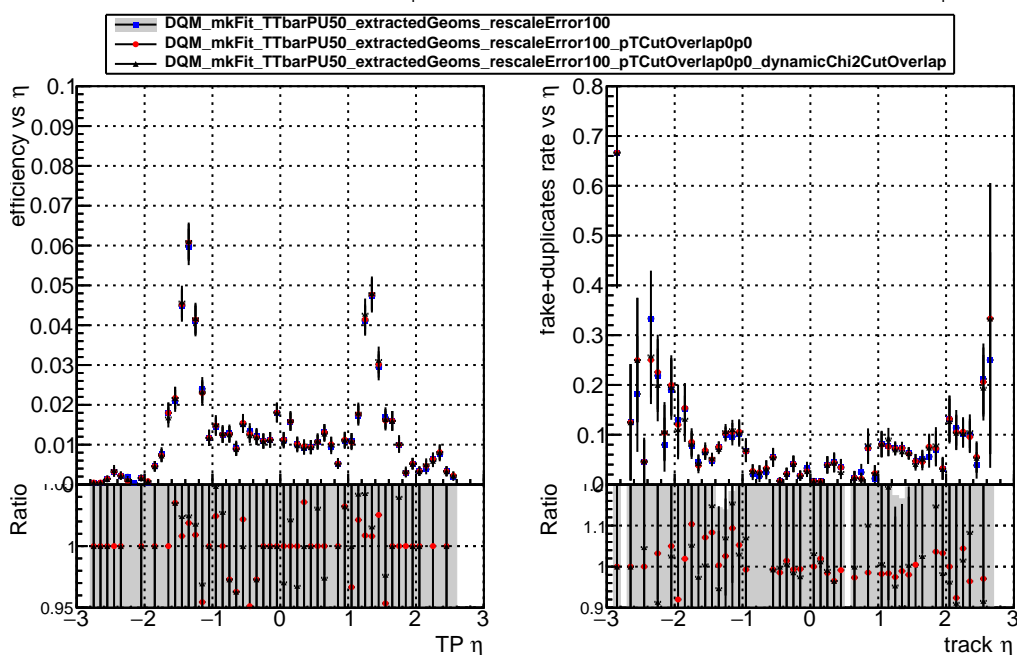 DQM_mkFit_TTbarPU50_extractedGeoms_rescaleError100
DQM_mkFit_TTbarPU50_extractedGeoms_rescaleError100_pTCutOverlap0p0
DQM_mkFit_TTbarPU50_extractedGeoms_rescaleError100_pTCutOverlap0p0_dynamicChi2CutOverlap
efficiency vs η
0.1
0.09
0.08
0.07
0.06
0.05
0.04
0.03
0.02
0.01
0
Ratio
1
0.95
−3 −2 −1 0 1 2 3
TP η
fake+duplicates rate vs η
0.8
0.7
0.6
0.5
0.4
0.3
0.2
0.1
0
Ratio
1.1
1
0.9
−3 −2 −1 0 1 2 3
track η